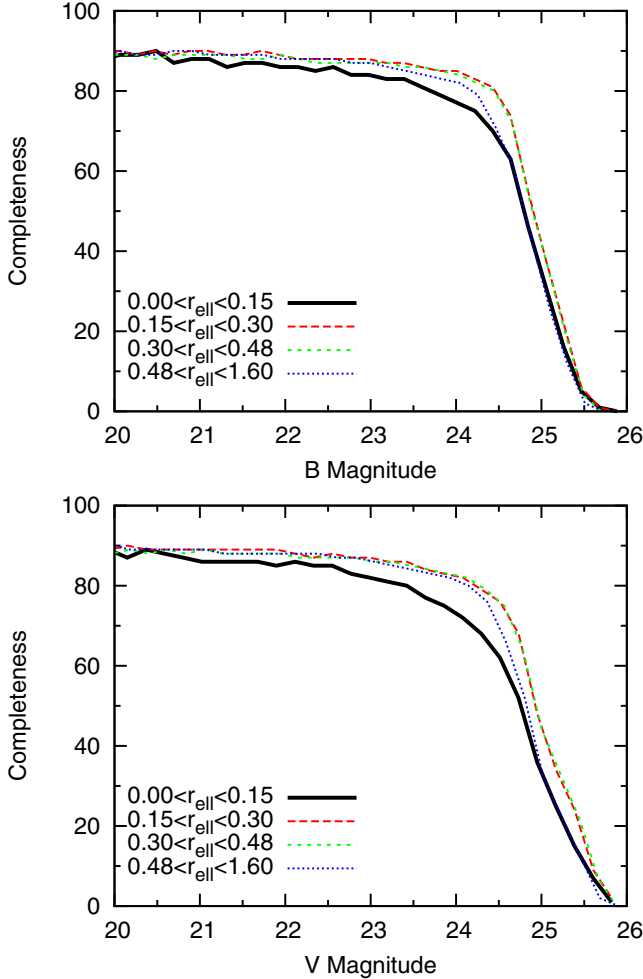 100
80
60
40
20
0
Completeness
0.00<r_ell<0.15
0.15<r_ell<0.30
0.30<r_ell<0.48
0.48<r_ell<1.60
20 21 22 23 24 25 26
B Magnitude
100
80
60
40
20
0
Completeness
0.00<r_ell<0.15
0.15<r_ell<0.30
0.30<r_ell<0.48
0.48<r_ell<1.60
20 21 22 23 24 25 26
V Magnitude